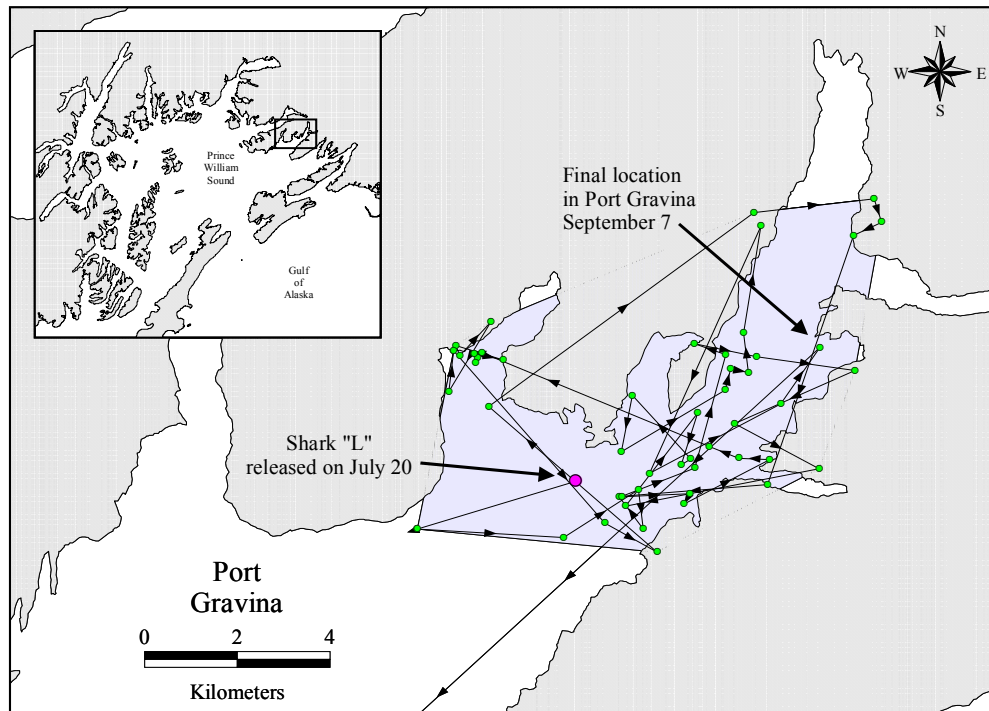 N
W E
S
Prince
William
Sound
Gulf
of
Alaska
Final location
in Port Gravina
September 7
Shark "L"
released on July 20
Port
Gravina
0 2 4
Kilometers